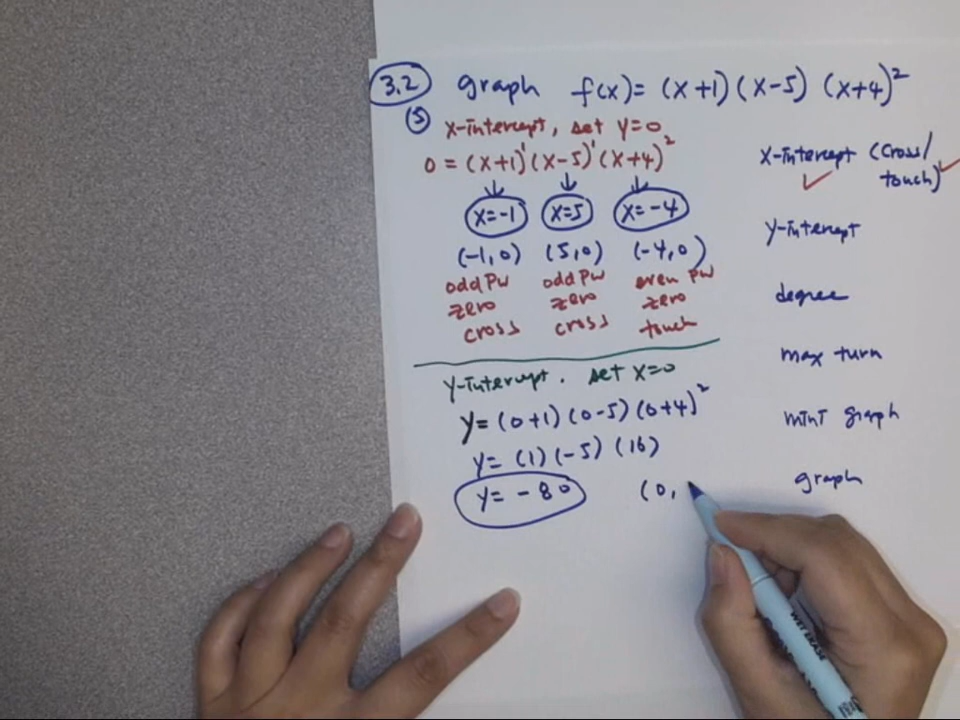 3.2 graph f(x) = (x+1)(x-5)(x+4)²
⑤ x-intercept, set y=0
0 = (x+1)¹(x-5)¹(x+4)²
x=-1 x=5 x=-4
(-1,0) (5,0) (-4,0)
odd PW odd PW even PW
zero zero zero
cross cross touch
y-intercept. set x=0
y= (0+1)(0-5)(0+4)²
y= (1)(-5)(16)
y= -80 (0,
x-intercept (cross/
touch)
y-intercept
degree
max turn
mini graph
graph
WET ERASE